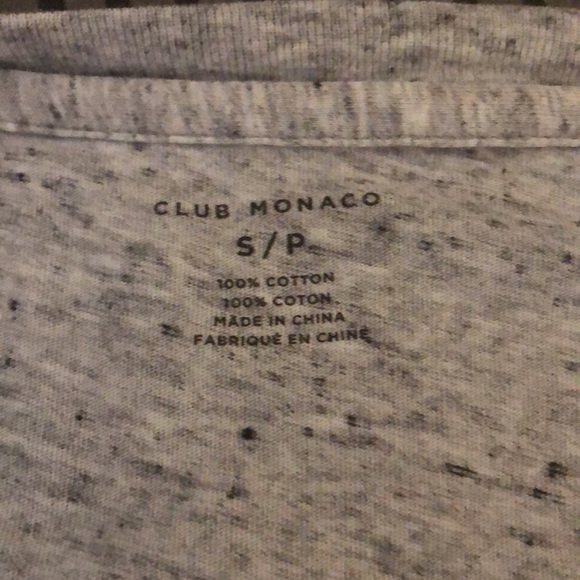 CLUB MONACO
S/P
100% COTTON
100% COTON
MADE IN CHINA
FABRIQUÉ EN CHINE